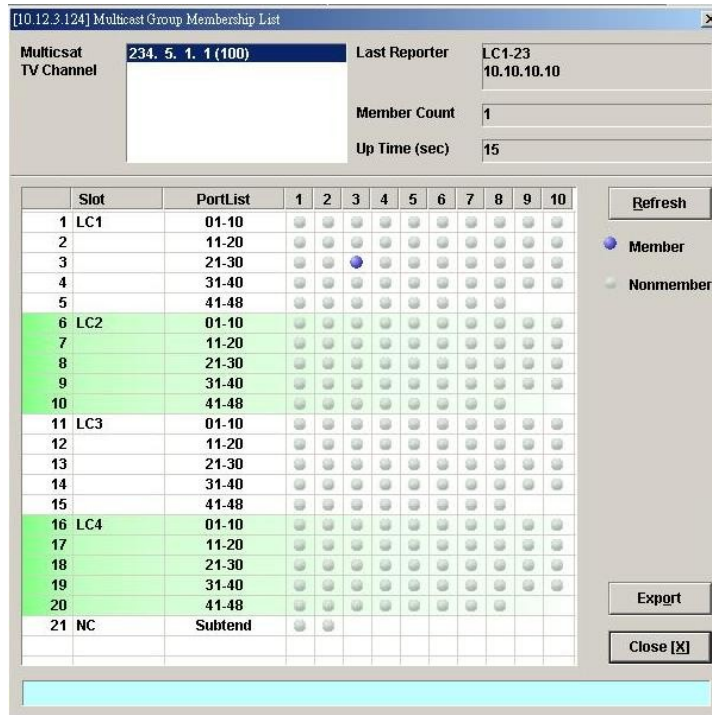 [10.12.3.124] Multicast Group Membership List
Multicsat TV Channel
234. 5. 1. 1 (100)
Last Reporter
LC1-23
10.10.10.10
Member Count
1
Up Time (sec)
15
Slot PortList 1 2 3 4 5 6 7 8 9 10
1 LC1 01-10
2 11-20
3 21-30
4 31-40
5 41-48
6 LC2 01-10
7 11-20
8 21-30
9 31-40
10 41-48
11 LC3 01-10
12 11-20
13 21-30
14 31-40
15 41-48
16 LC4 01-10
17 11-20
18 21-30
19 31-40
20 41-48
21 NC Subtend
Refresh
Member
Nonmember
Export
Close [X]